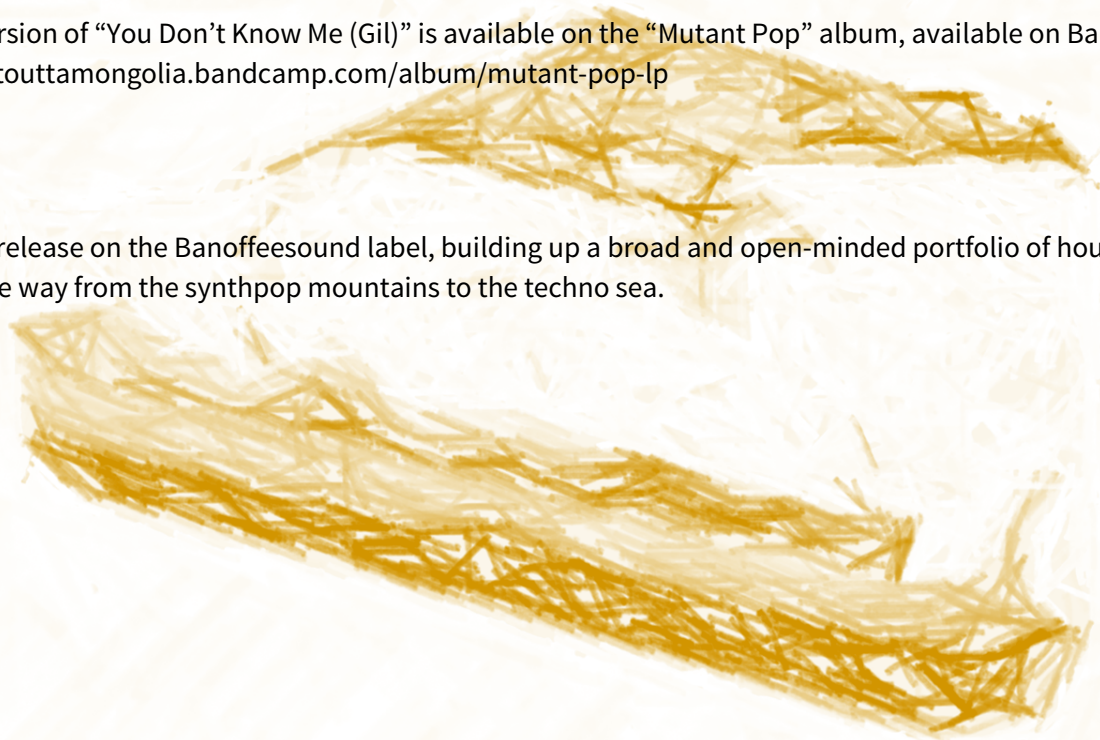 rsion of “You Don’t Know Me (Gil)” is available on the “Mutant Pop” album, available on Ba
touttamongolia.bandcamp.com/album/mutant-pop-lp
release on the Banoffeesound label, building up a broad and open-minded portfolio of hou
e way from the synthpop mountains to the techno sea.